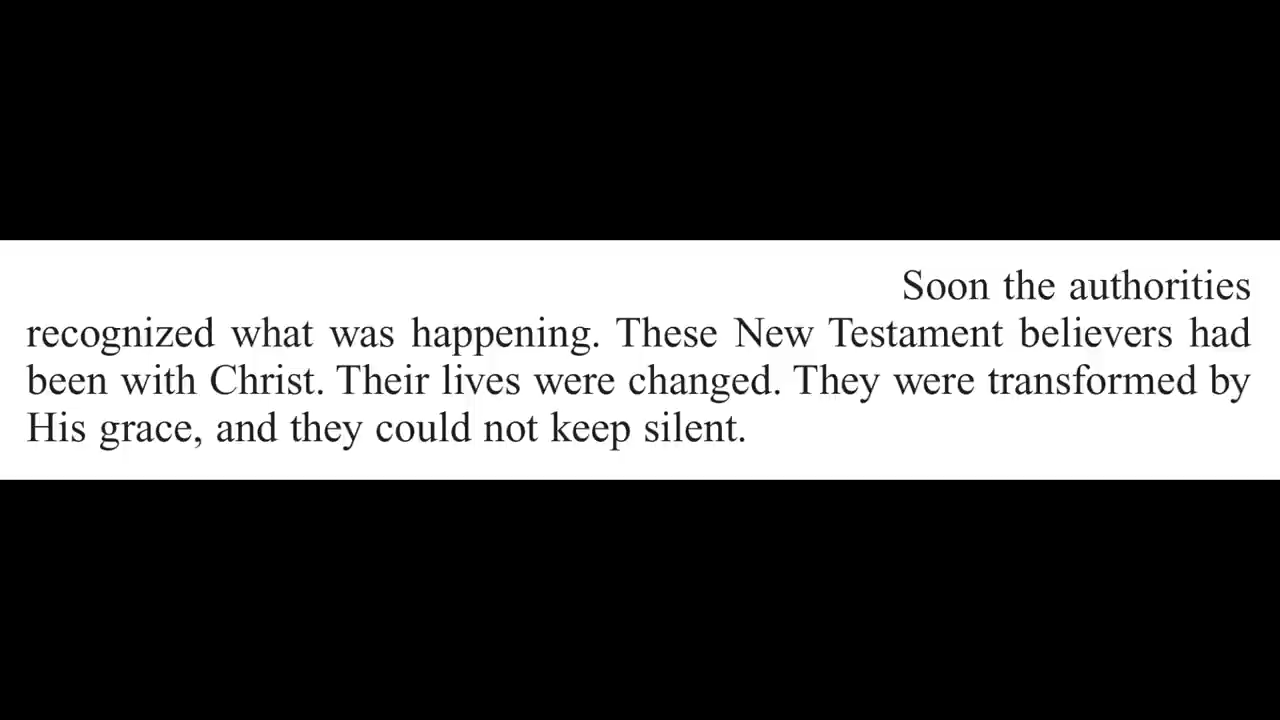 Soon the authorities
recognized what was happening. These New Testament believers had
been with Christ. Their lives were changed. They were transformed by
His grace, and they could not keep silent.